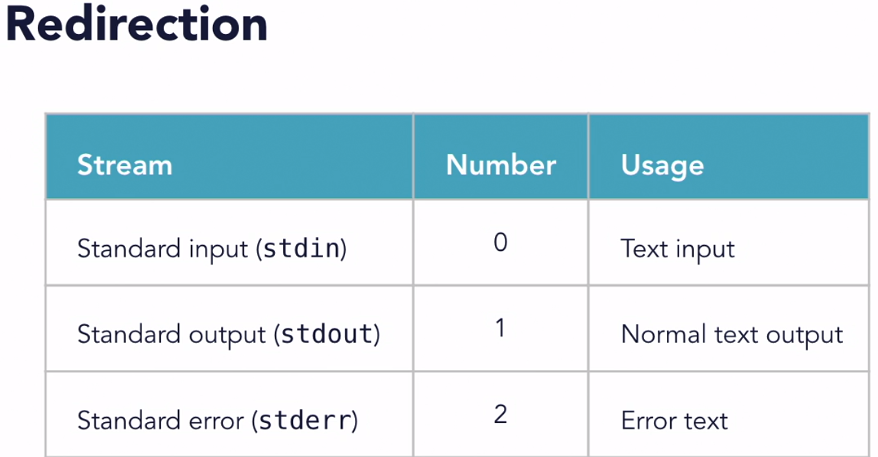 Redirection
Stream Number Usage
Standard input (stdin) 0 Text input
Standard output (stdout) 1 Normal text output
Standard error (stderr) 2 Error text